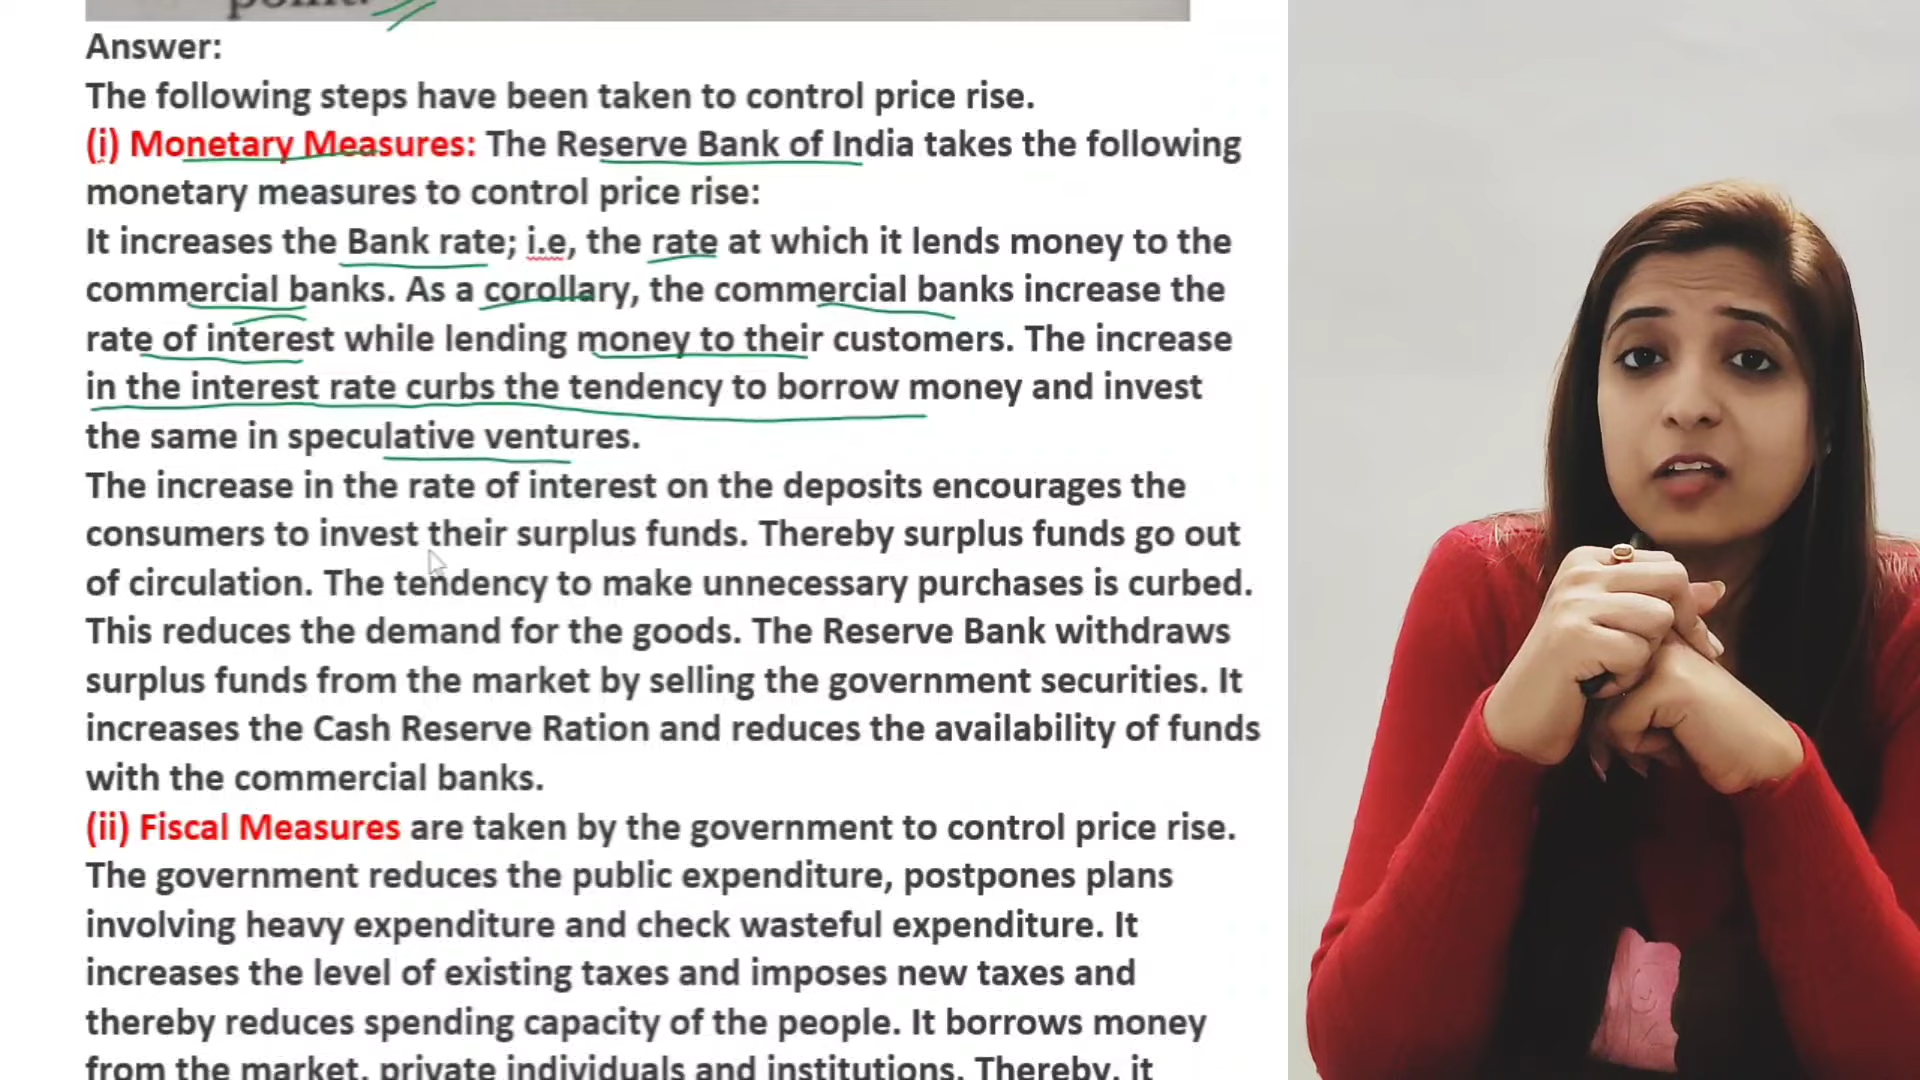 point.
Answer:
The following steps have been taken to control price rise.
(i) Monetary Measures: The Reserve Bank of India takes the following
monetary measures to control price rise:
It increases the Bank rate; i.e, the rate at which it lends money to the
commercial banks. As a corollary, the commercial banks increase the
rate of interest while lending money to their customers. The increase
in the interest rate curbs the tendency to borrow money and invest
the same in speculative ventures.
The increase in the rate of interest on the deposits encourages the
consumers to invest their surplus funds. Thereby surplus funds go out
of circulation. The tendency to make unnecessary purchases is curbed.
This reduces the demand for the goods. The Reserve Bank withdraws
surplus funds from the market by selling the government securities. It
increases the Cash Reserve Ration and reduces the availability of funds
with the commercial banks.
(ii) Fiscal Measures are taken by the government to control price rise.
The government reduces the public expenditure, postpones plans
involving heavy expenditure and check wasteful expenditure. It
increases the level of existing taxes and imposes new taxes and
thereby reduces spending capacity of the people. It borrows money
from the market, private individuals and institutions. Thereby, it